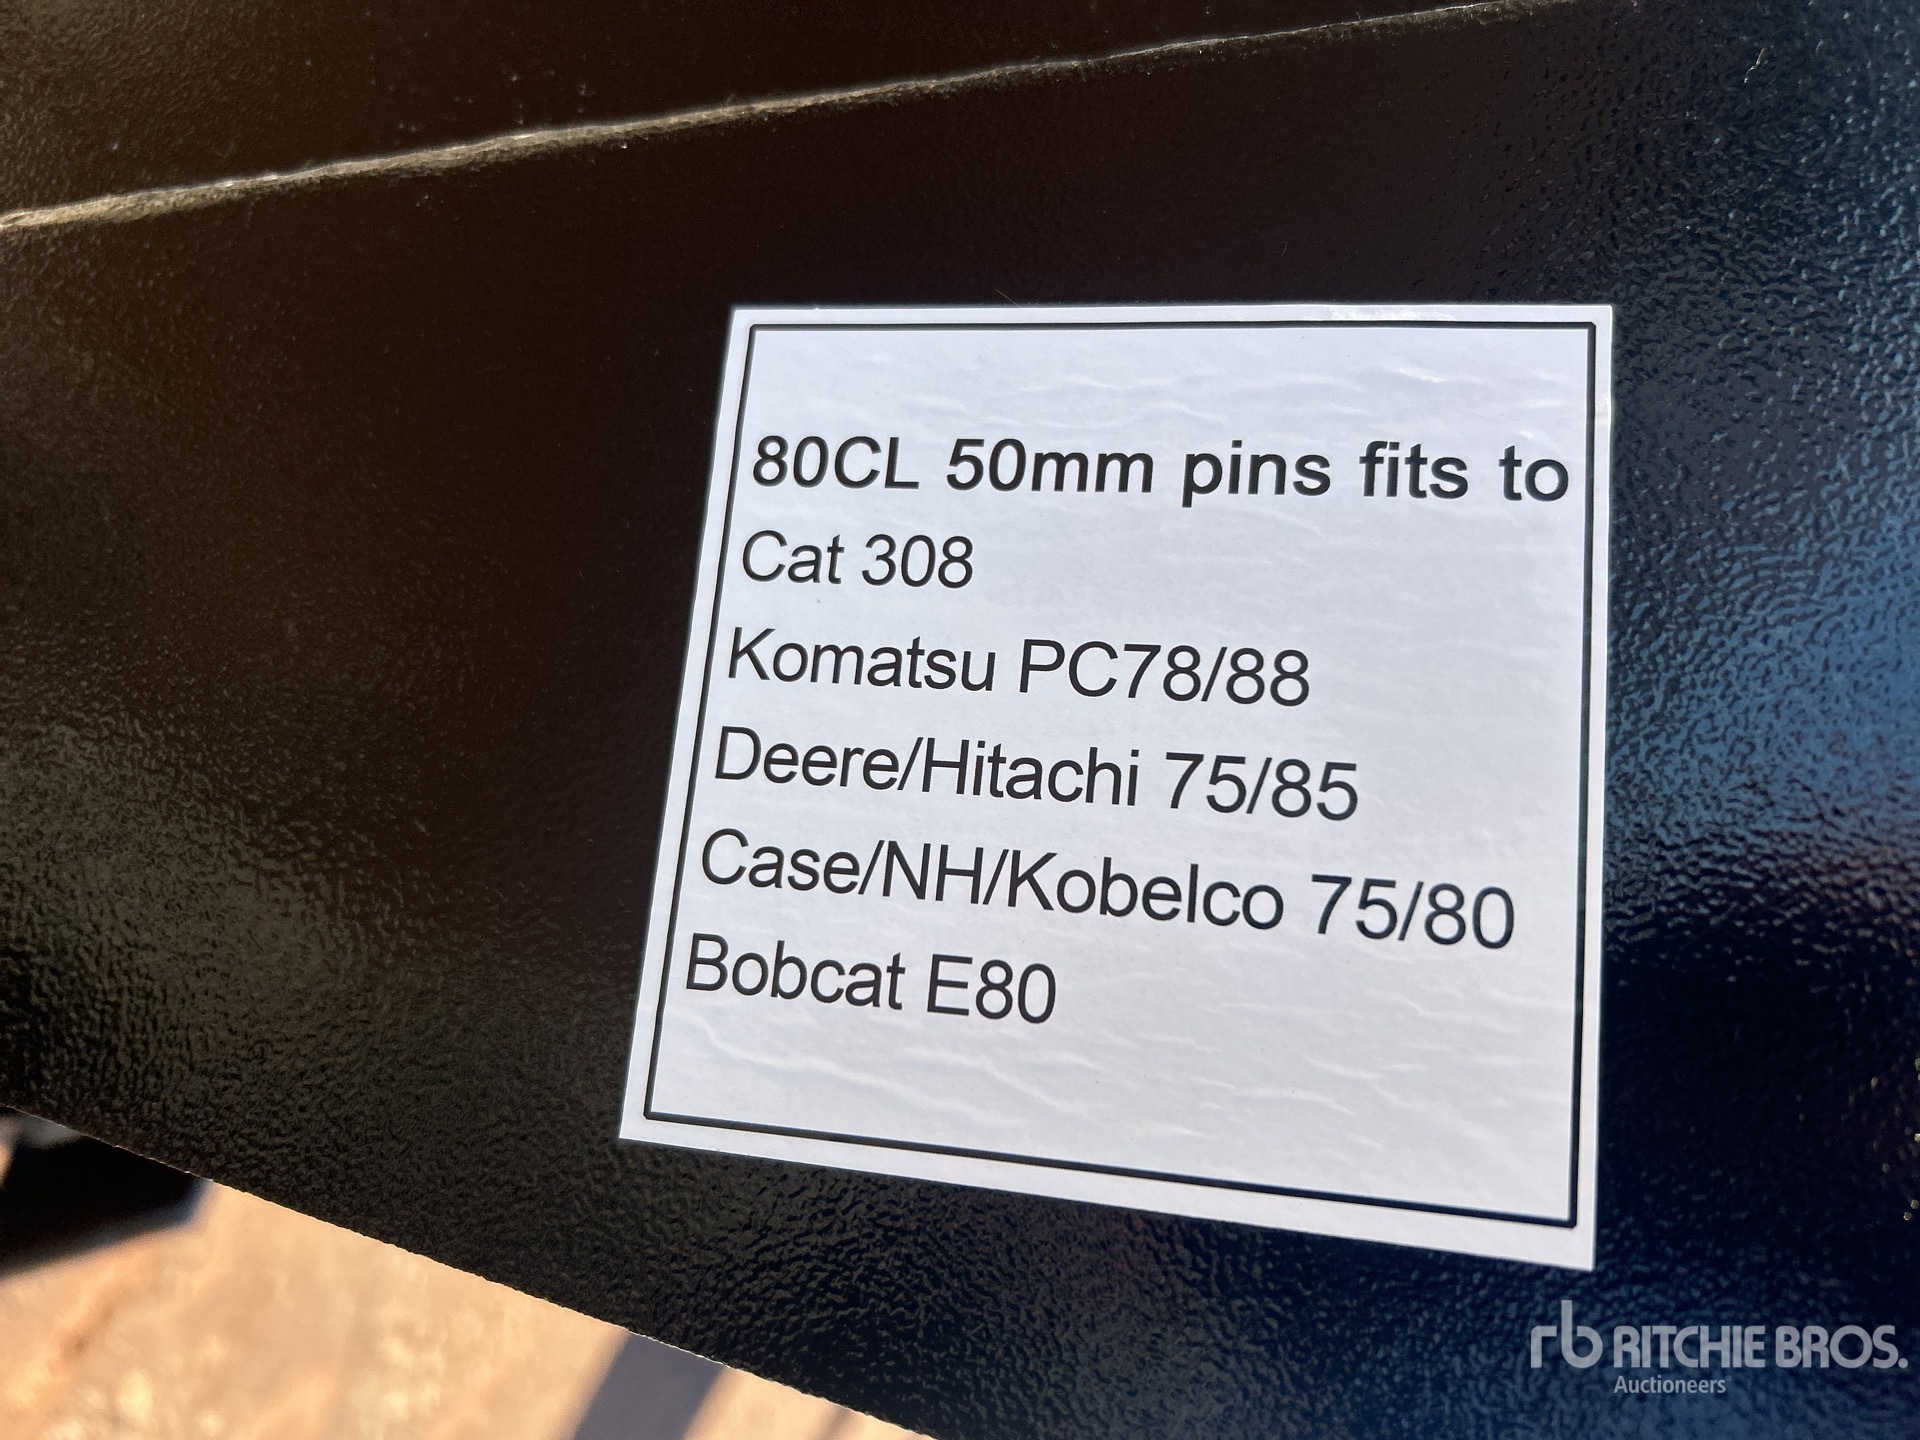 80CL 50mm pins fits to
Cat 308
Komatsu PC78/88
Deere/Hitachi 75/85
Case/NH/Kobelco 75/80
Bobcat E80
rb RITCHIE BROS.
Auctioneers